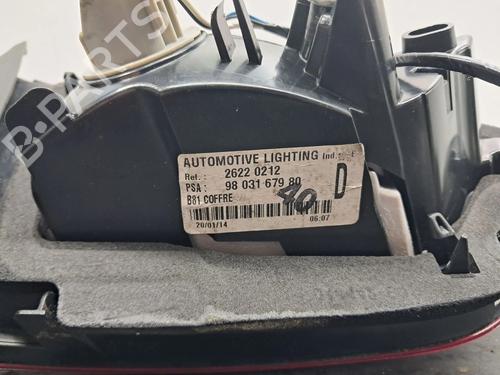 B-PARTS
AUTOMOTIVE LIGHTING Ind.
Ref.: 2622 0212
PSA: 98 031 679 80 D
B81 COFFRE
40
20/01/14 06:07